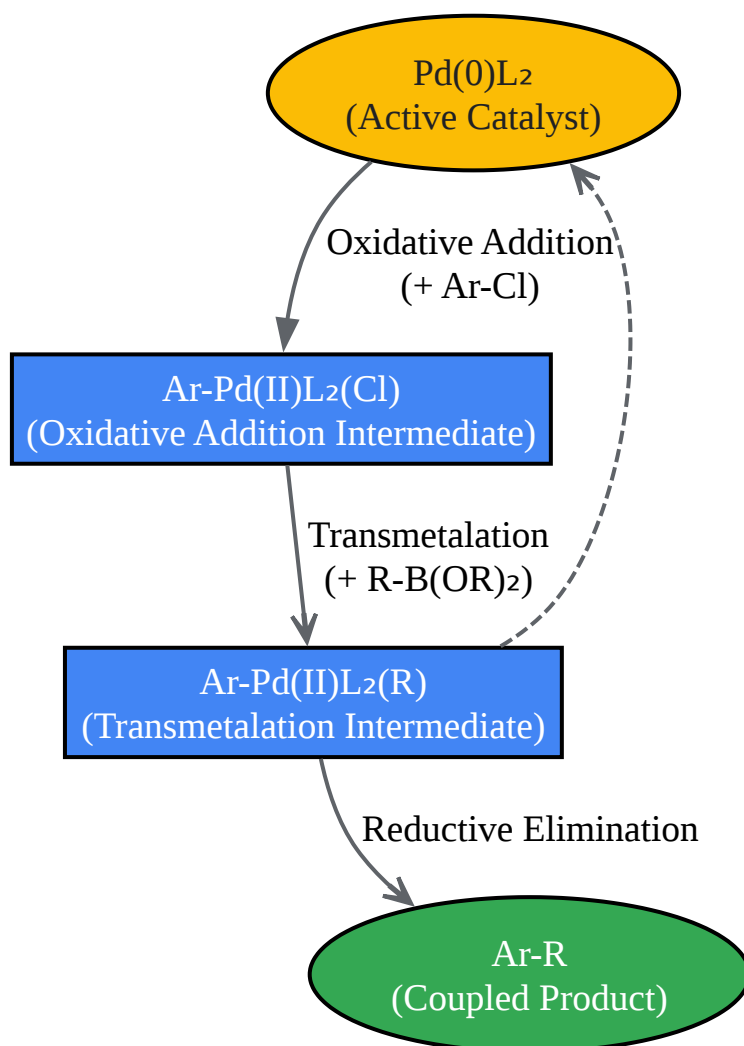 Pd(0)L₂
(Active Catalyst)
Oxidative Addition
(+ Ar-Cl)
Ar-Pd(II)L₂(Cl)
(Oxidative Addition Intermediate)
Transmetalation
(+ R-B(OR)₂)
Ar-Pd(II)L₂(R)
(Transmetalation Intermediate)
Reductive Elimination
Ar-R
(Coupled Product)